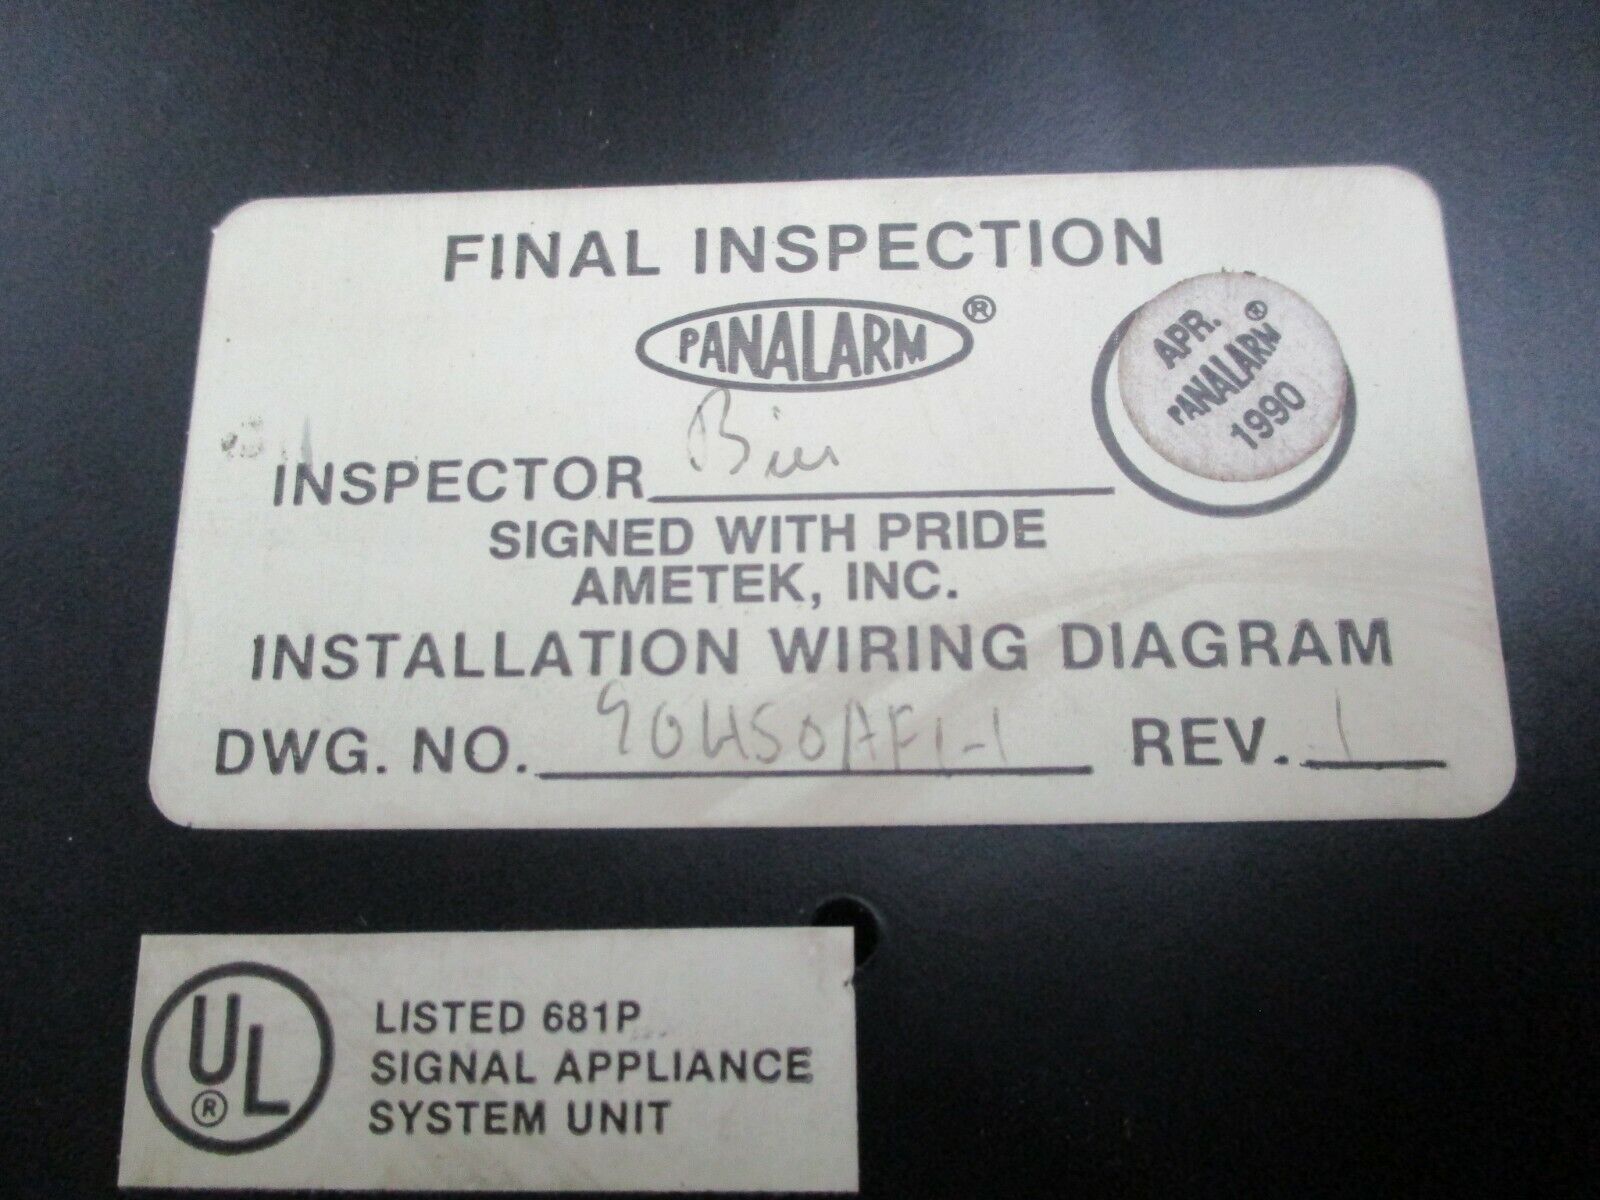 FINAL INSPECTION
PANALARM®
APR.
PANALARM®
1990
INSPECTOR Bill
SIGNED WITH PRIDE
AMETEK, INC.
INSTALLATION WIRING DIAGRAM
DWG. NO. 90450AF1-1 REV. 1
UL®
LISTED 681P
SIGNAL APPLIANCE
SYSTEM UNIT